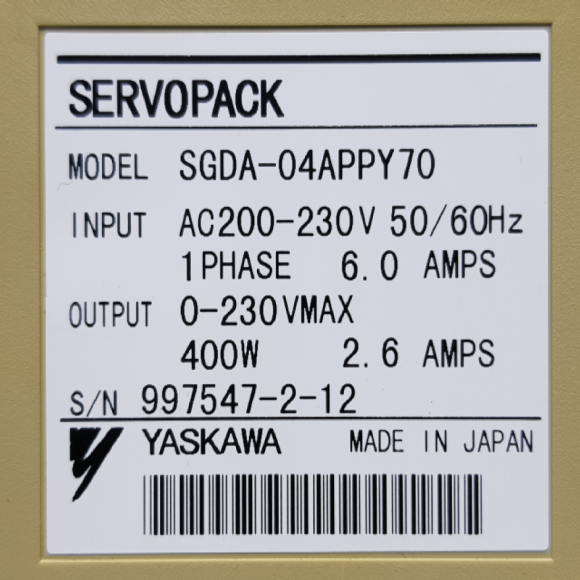 SERVOPACK
MODEL SGDA-04APPY70
INPUT AC200-230V 50/60Hz
1PHASE 6.0 AMPS
OUTPUT 0-230VMAX
400W 2.6 AMPS
S/N 997547-2-12
YASKAWA MADE IN JAPAN